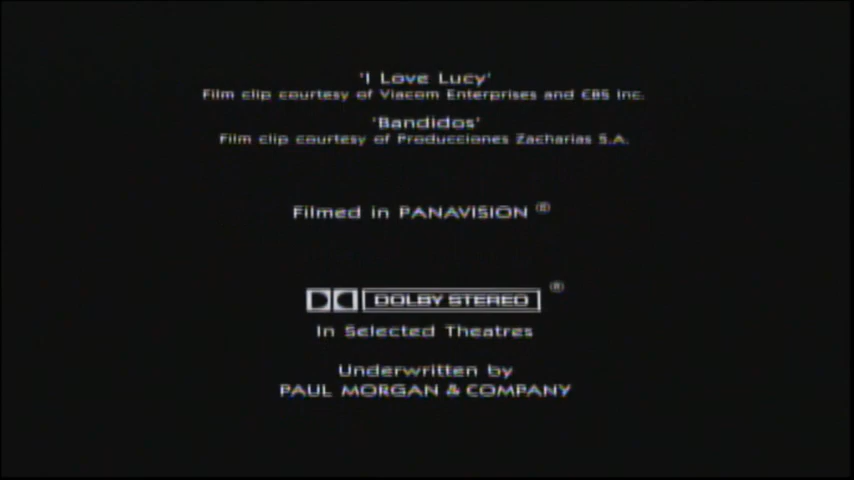 'I Love Lucy'
Film clip courtesy of Viacom Enterprises and CBS Inc.
'Bandidos'
Film clip courtesy of Producciones Zacharias S.A.
Filmed in PANAVISION ®
DOLBY STEREO ®
In Selected Theatres
Underwritten by
PAUL MORGAN & COMPANY